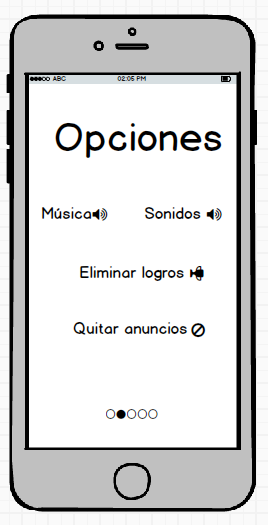 ABC 02:05 PM
Opciones
Música Sonidos
Eliminar logros
Quitar anuncios